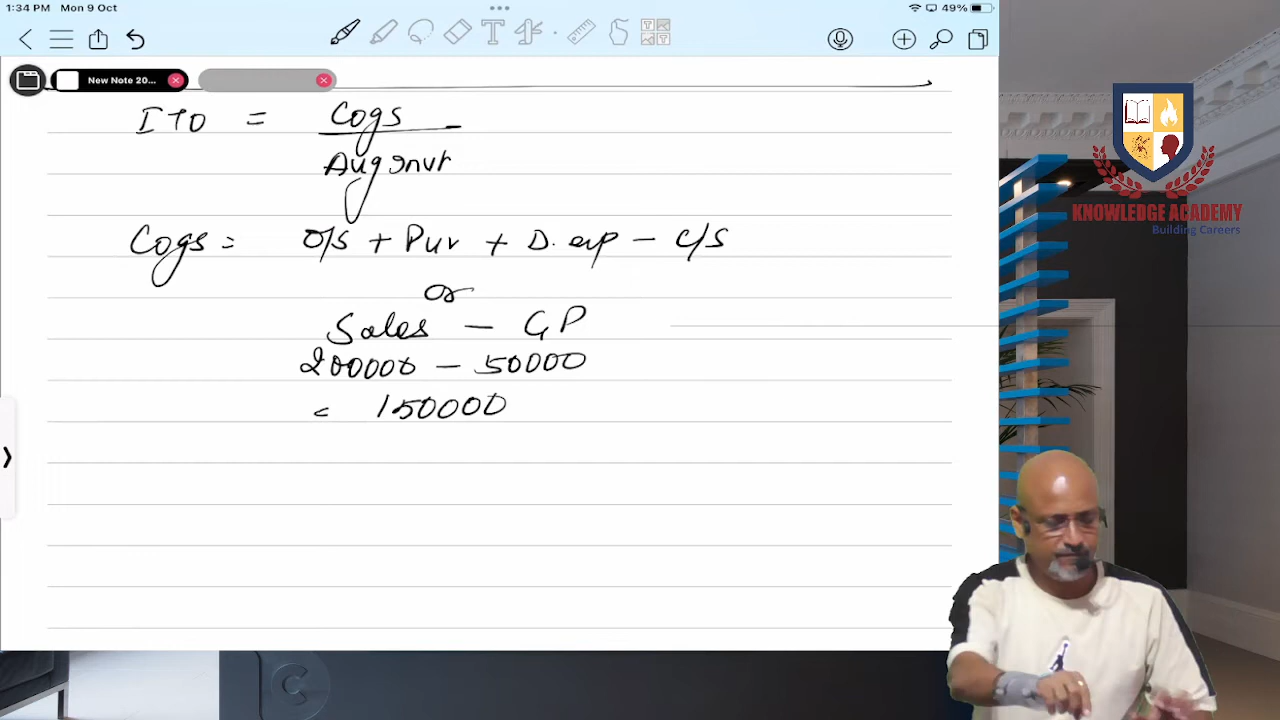 1:34 PM Mon 9 Oct
49%
New Note 20...
ITO = Cogs
Avg Invt
Cogs = O/S + Pur + D. exp - C/S
or
Sales - GP
200000 - 50000
= 150000
KNOWLEDGE ACADEMY
Building Careers